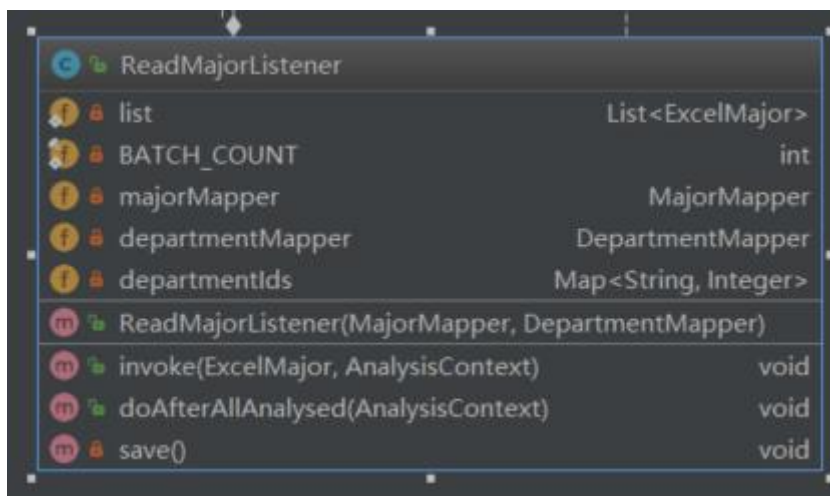 ReadMajorListener
list List<ExcelMajor>
BATCH_COUNT int
majorMapper MajorMapper
departmentMapper DepartmentMapper
departmentIds Map<String, Integer>
ReadMajorListener(MajorMapper, DepartmentMapper)
invoke(ExcelMajor, AnalysisContext) void
doAfterAllAnalysed(AnalysisContext) void
save() void